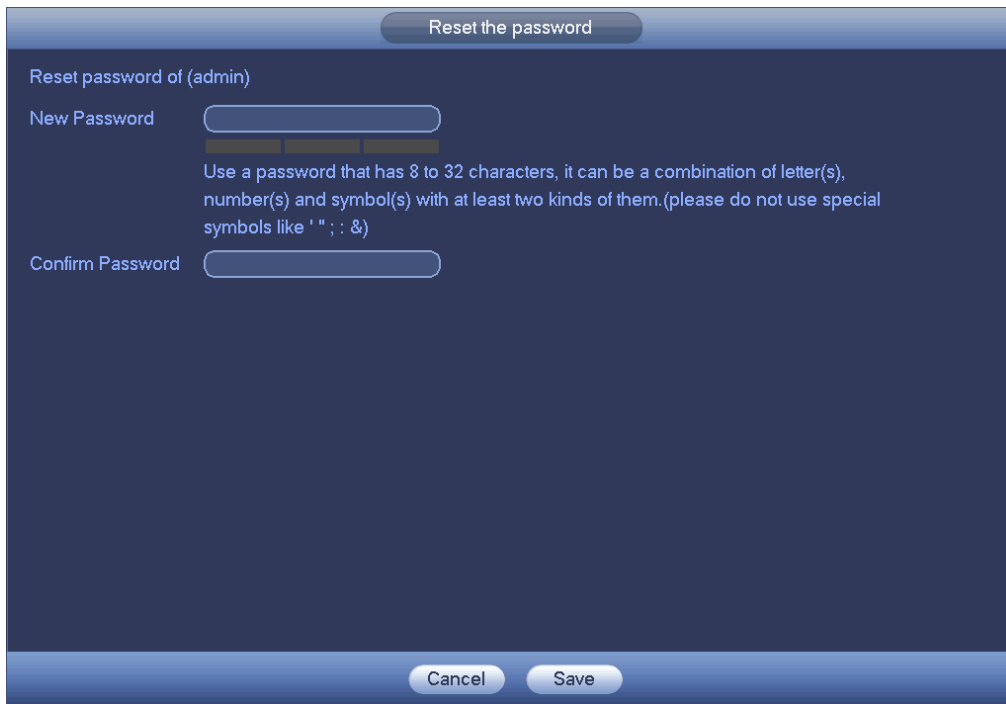 Reset the password
Reset password of (admin)
New Password
Use a password that has 8 to 32 characters, it can be a combination of letter(s),
number(s) and symbol(s) with at least two kinds of them.(please do not use special
symbols like ' " ; : &)
Confirm Password
Cancel Save